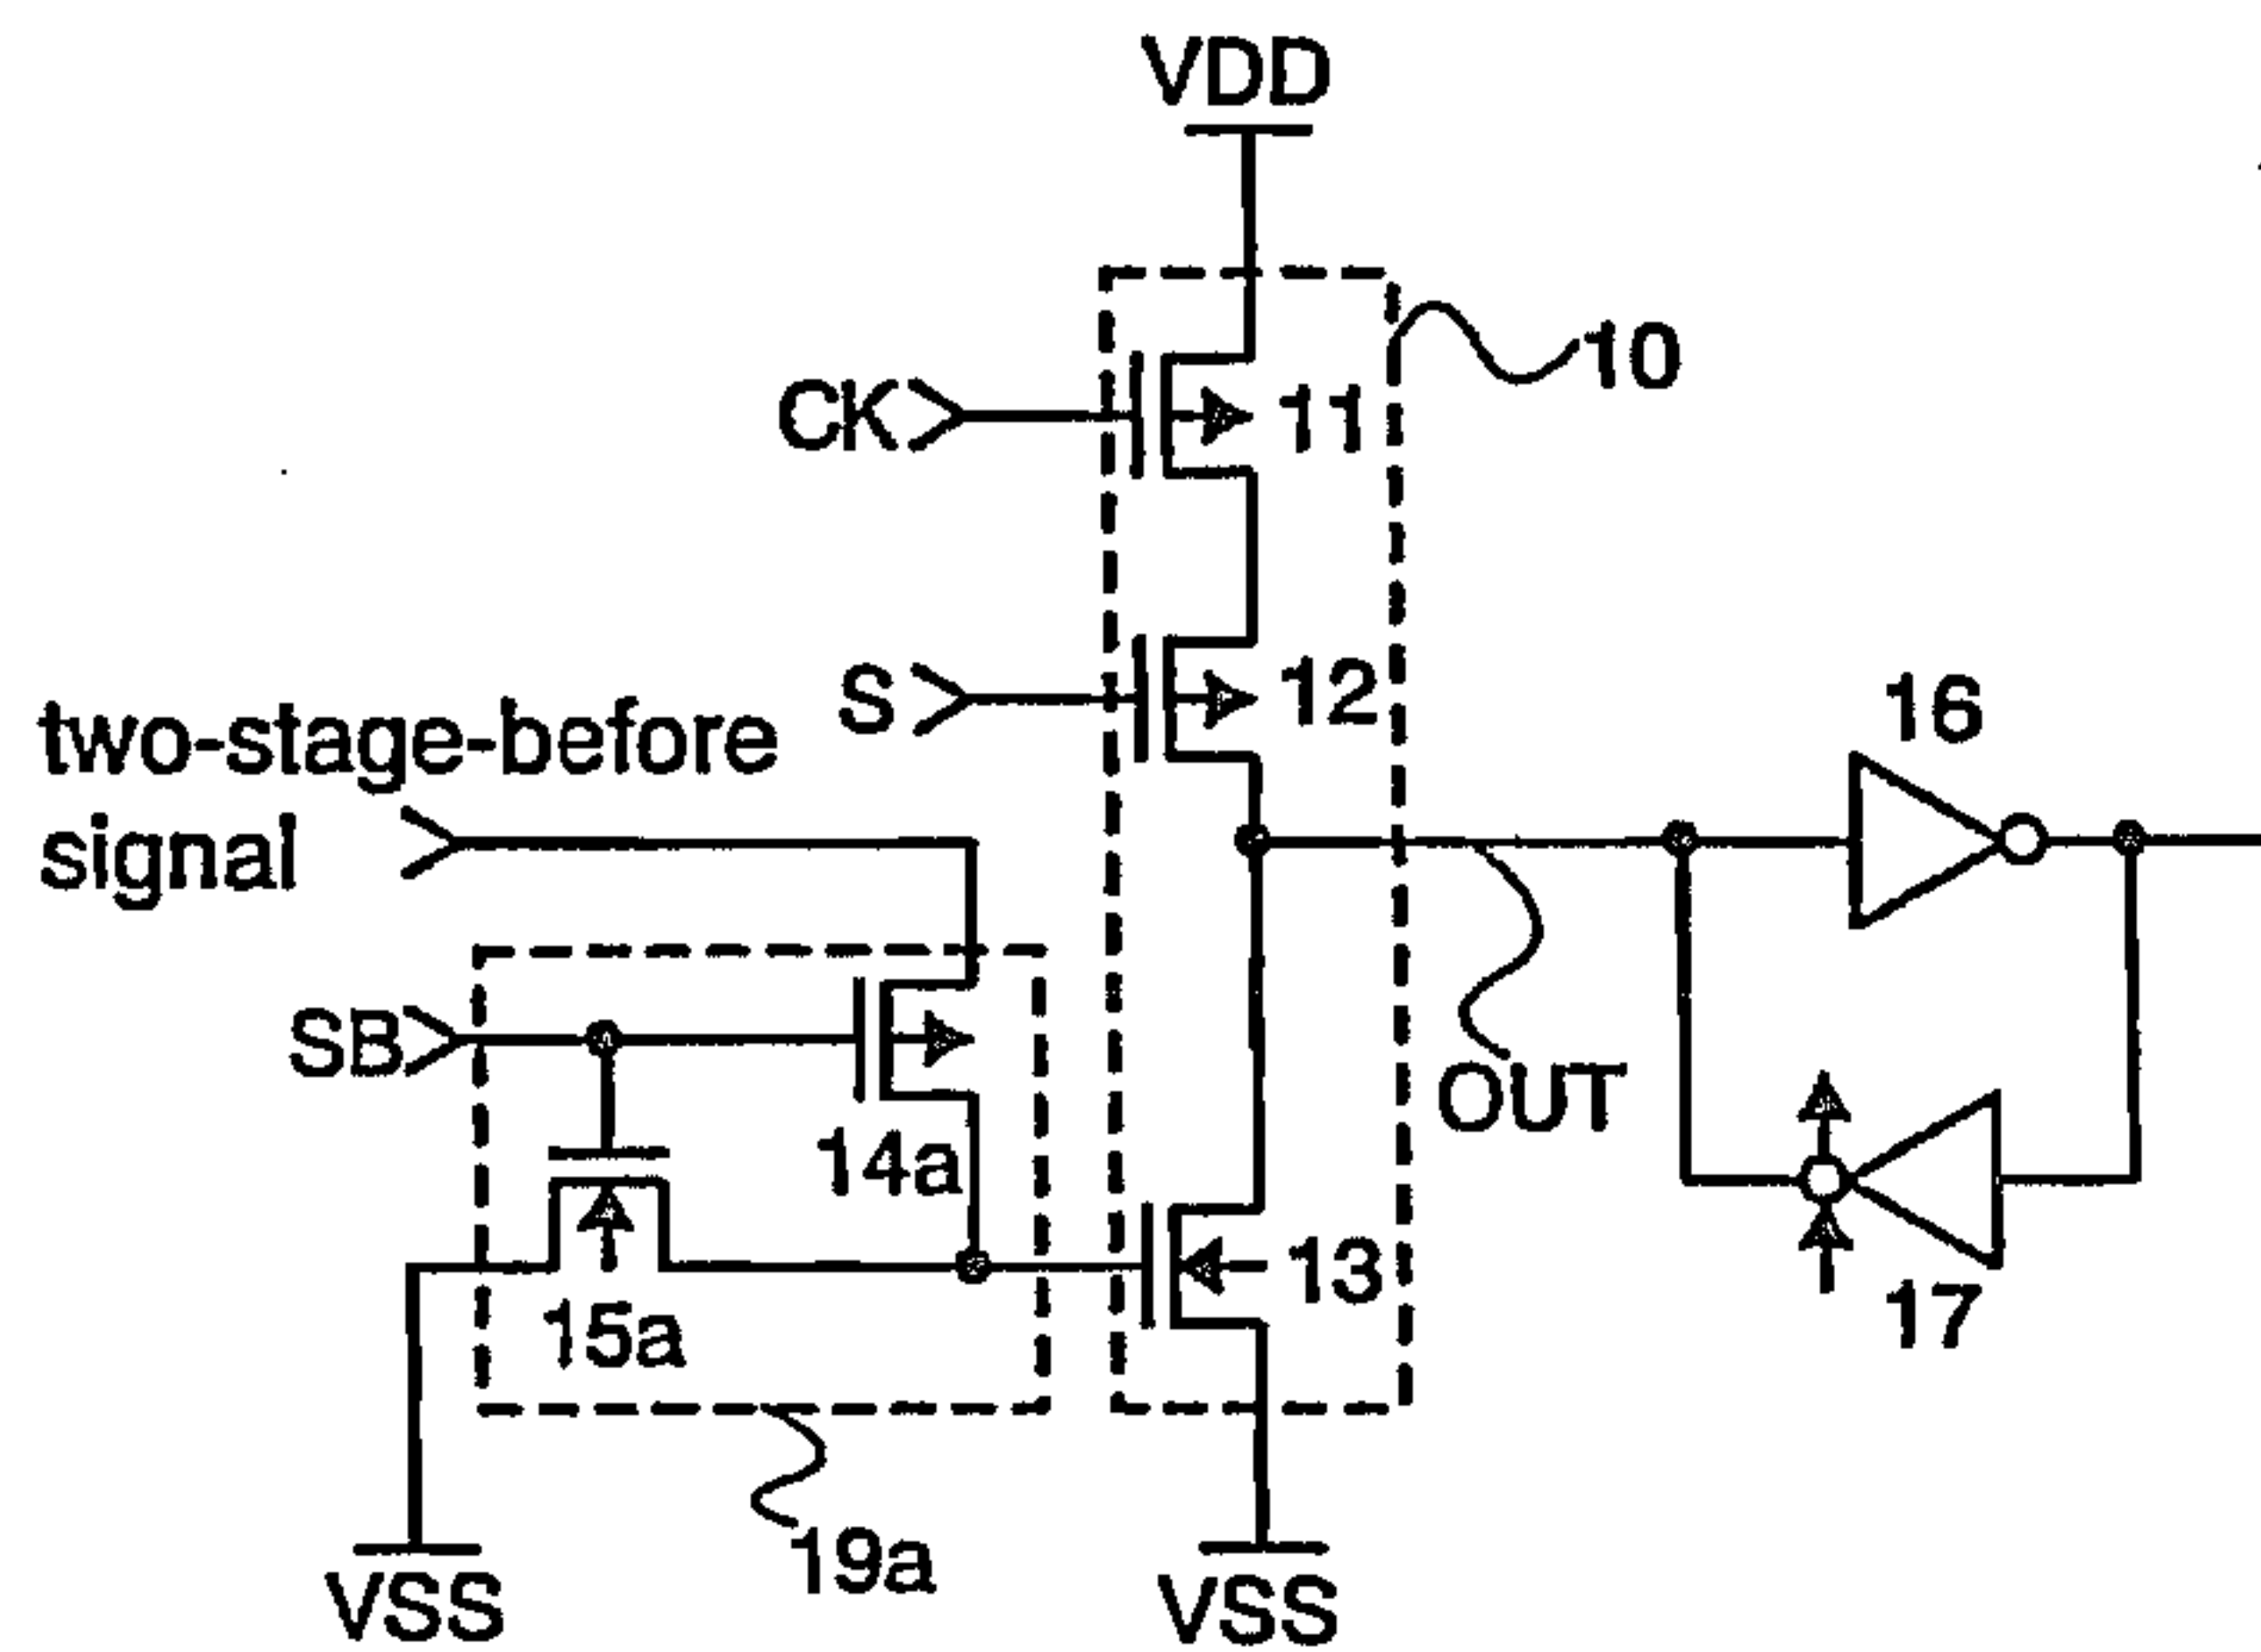 VDD
10
CK
11
S
12
16
two-stage-before
signal
SB
14a
OUT
13
15a
17
19a
VSS
VSS